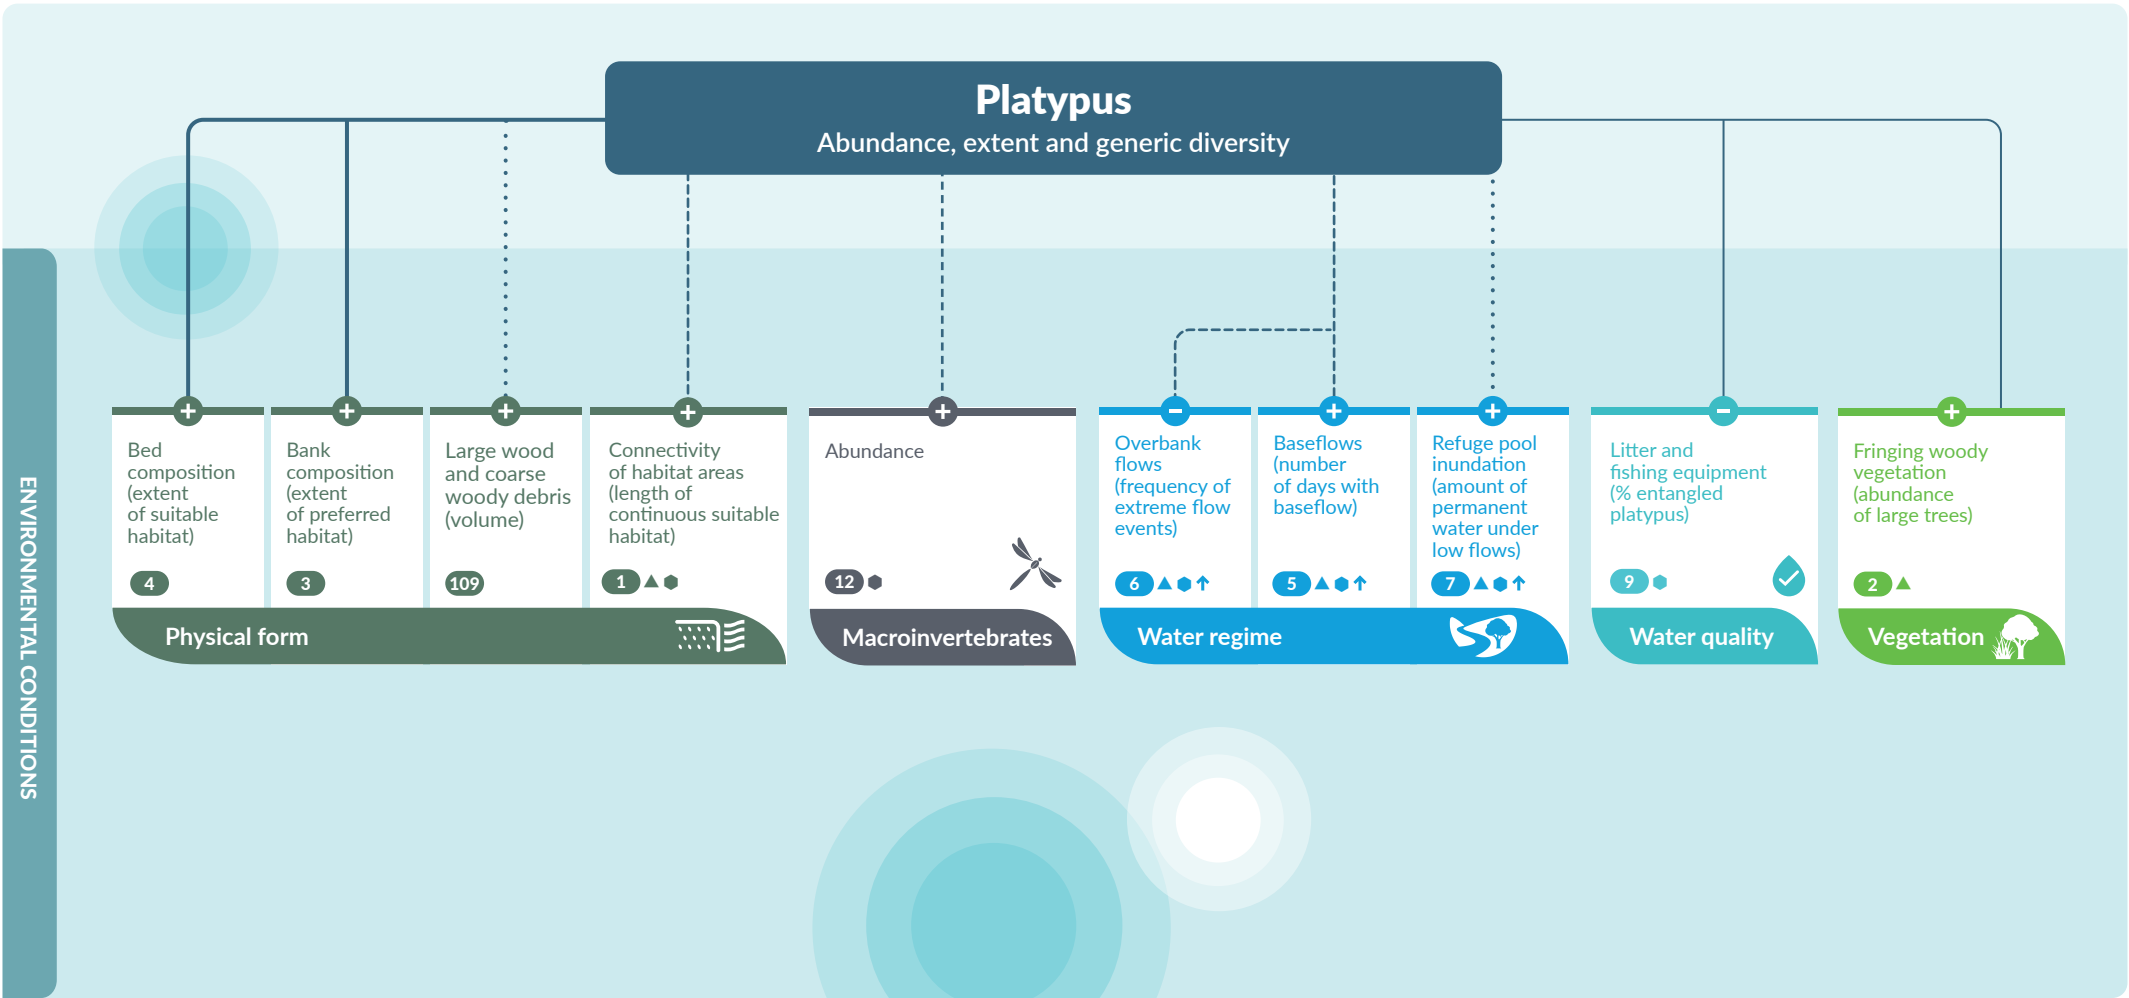 Platypus
Abundance, extent and generic diversity
ENVIRONMENTAL CONDITIONS
+
Bed
composition
(extent
of suitable
habitat)
4
+
Bank
composition
(extent
of preferred
habitat)
3
+
Large wood
and coarse
woody debris
(volume)
109
+
Connectivity
of habitat areas
(length of
continuous suitable
habitat)
1
Physical form
+
Abundance
12
Macroinvertebrates
-
Overbank
flows
(frequency of
extreme flow
events)
6
+
Baseflows
(number
of days with
baseflow)
5
+
Refuge pool
inundation
(amount of
permanent
water under
low flows)
7
Water regime
-
Litter and
fishing equipment
(% entangled
platypus)
9
Water quality
+
Fringing woody
vegetation
(abundance
of large trees)
2
Vegetation